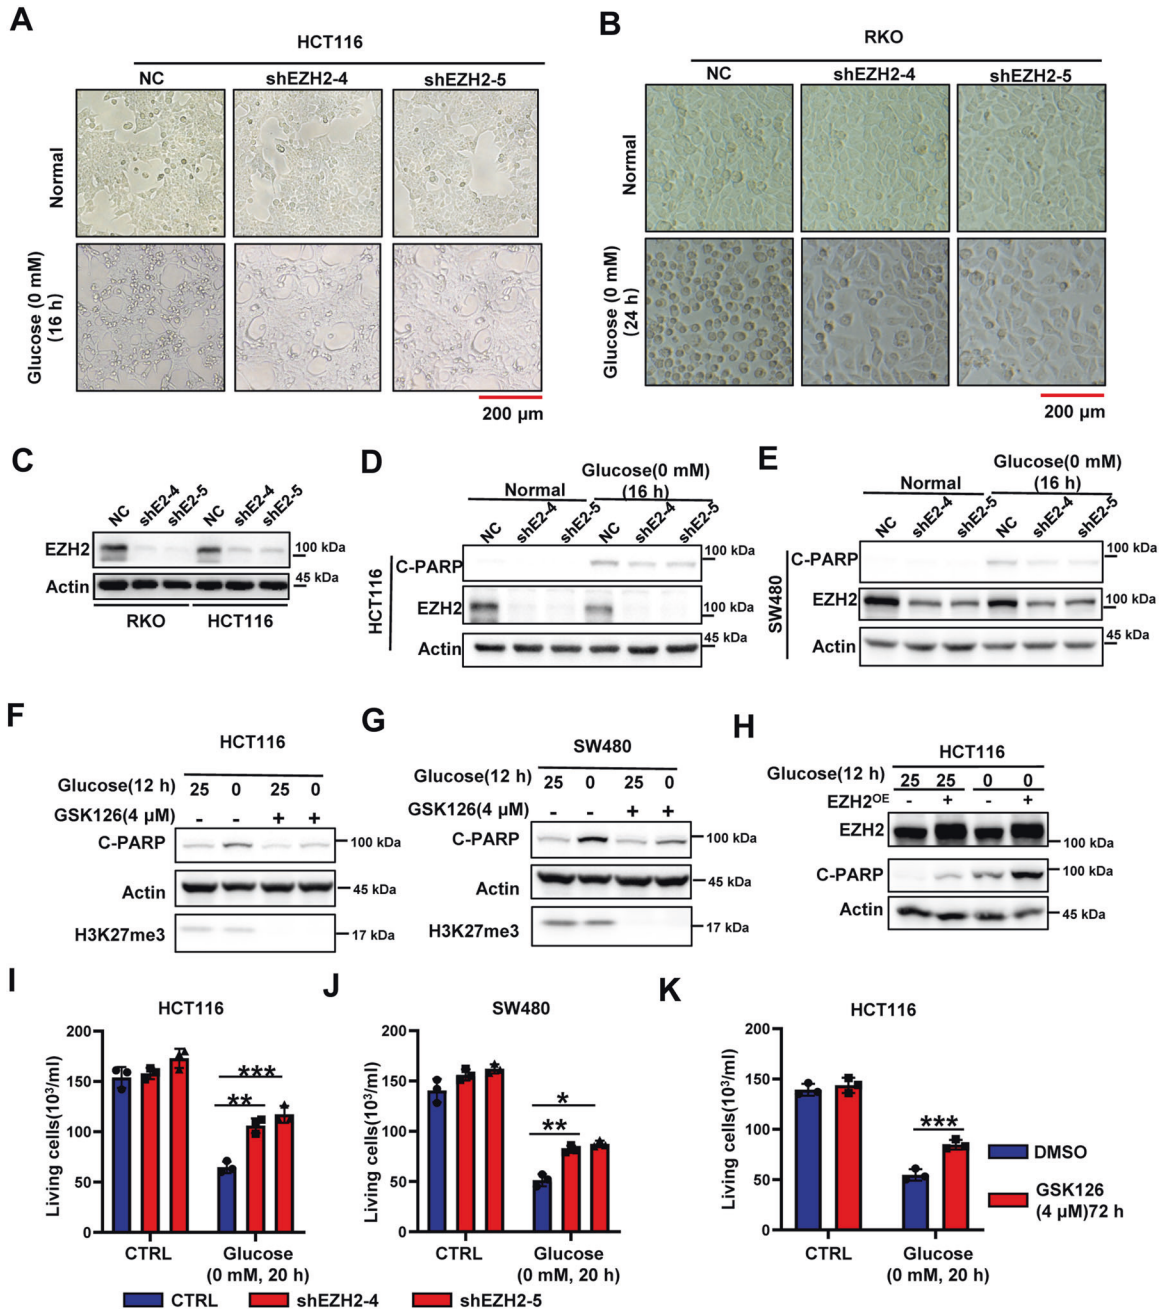 A
HCT116
NC shEZH2-4 shEZH2-5
Normal
Glucose (0 mM)
(16 h)
200 µm
B
RKO
NC shEZH2-4 shEZH2-5
Normal
Glucose (0 mM)
(24 h)
200 µm
C
NC shE2-4 shE2-5 NC shE2-4 shE2-5
EZH2 100 kDa
Actin 45 kDa
RKO HCT116
D
Glucose(0 mM)
Normal (16 h)
NC shE2-4 shE2-5 NC shE2-4 shE2-5
HCT116
C-PARP 100 kDa
EZH2 100 kDa
Actin 45 kDa
E
Glucose(0 mM)
Normal (16 h)
NC shE2-4 shE2-5 NC shE2-4 shE2-5
SW480
C-PARP 100 kDa
EZH2 100 kDa
Actin 45 kDa
F
HCT116
Glucose(12 h) 25 0 25 0
GSK126(4 µM) - - + +
C-PARP 100 kDa
Actin 45 kDa
H3K27me3 17 kDa
G
SW480
Glucose(12 h) 25 0 25 0
GSK126(4 µM) - - + +
C-PARP 100 kDa
Actin 45 kDa
H3K27me3 17 kDa
H
HCT116
Glucose(12 h) 25 25 0 0
EZH2OE - + - +
EZH2 100 kDa
C-PARP 100 kDa
Actin 45 kDa
I
HCT116
Living cells(10³/ml)
200
150
100
50
0
***
**
CTRL Glucose
(0 mM, 20 h)
J
SW480
Living cells(10³/ml)
200
150
100
50
0
*
**
CTRL Glucose
(0 mM, 20 h)
CTRL shEZH2-4 shEZH2-5
K
HCT116
Living cells(10³/ml)
200
150
100
50
0
***
CTRL Glucose
(0 mM, 20 h)
DMSO
GSK126
(4 µM)72 h